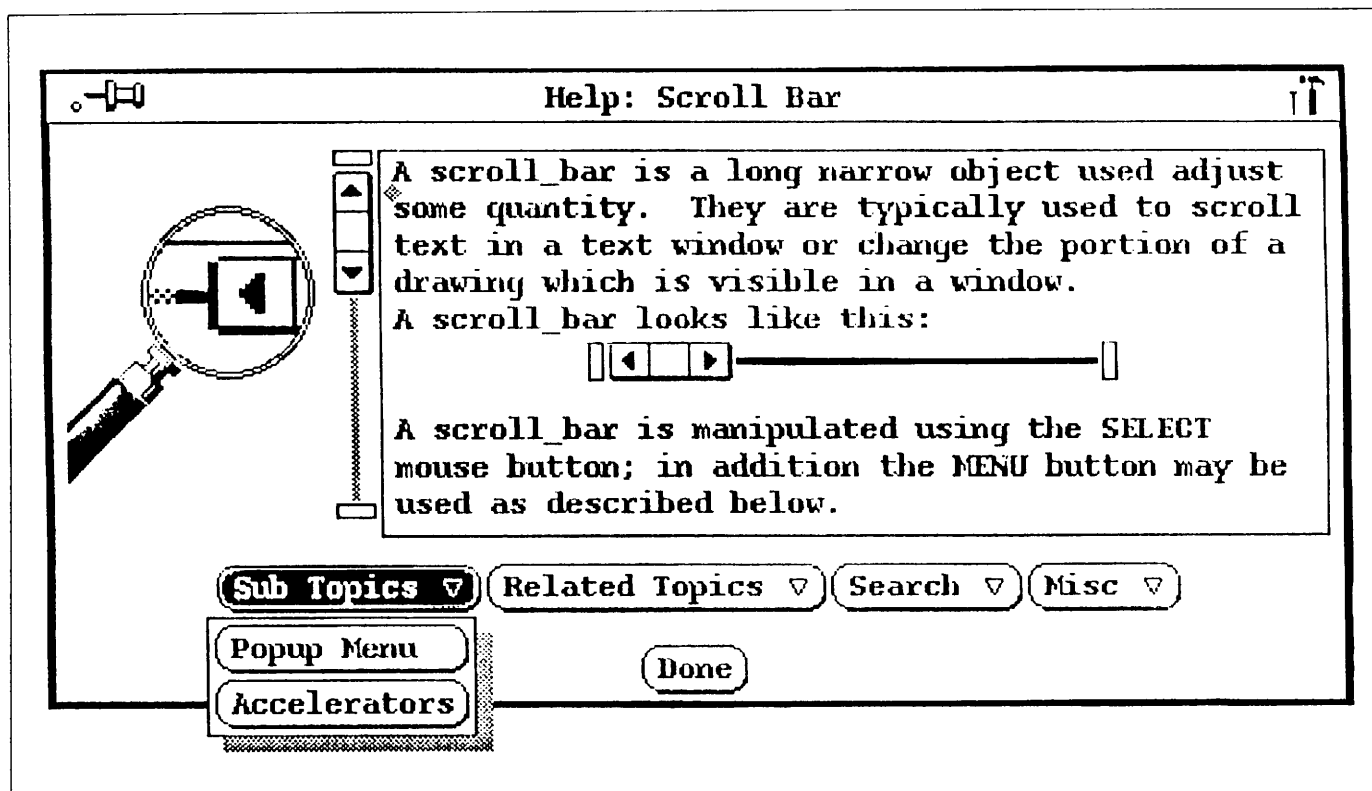 Help: Scroll Bar
A scroll_bar is a long narrow object used adjust
some quantity. They are typically used to scroll
text in a text window or change the portion of a
drawing which is visible in a window.
A scroll_bar looks like this:
A scroll_bar is manipulated using the SELECT
mouse button; in addition the MENU button may be
used as described below.
Sub Topics Related Topics Search Misc
Popup Menu
Done
Accelerators